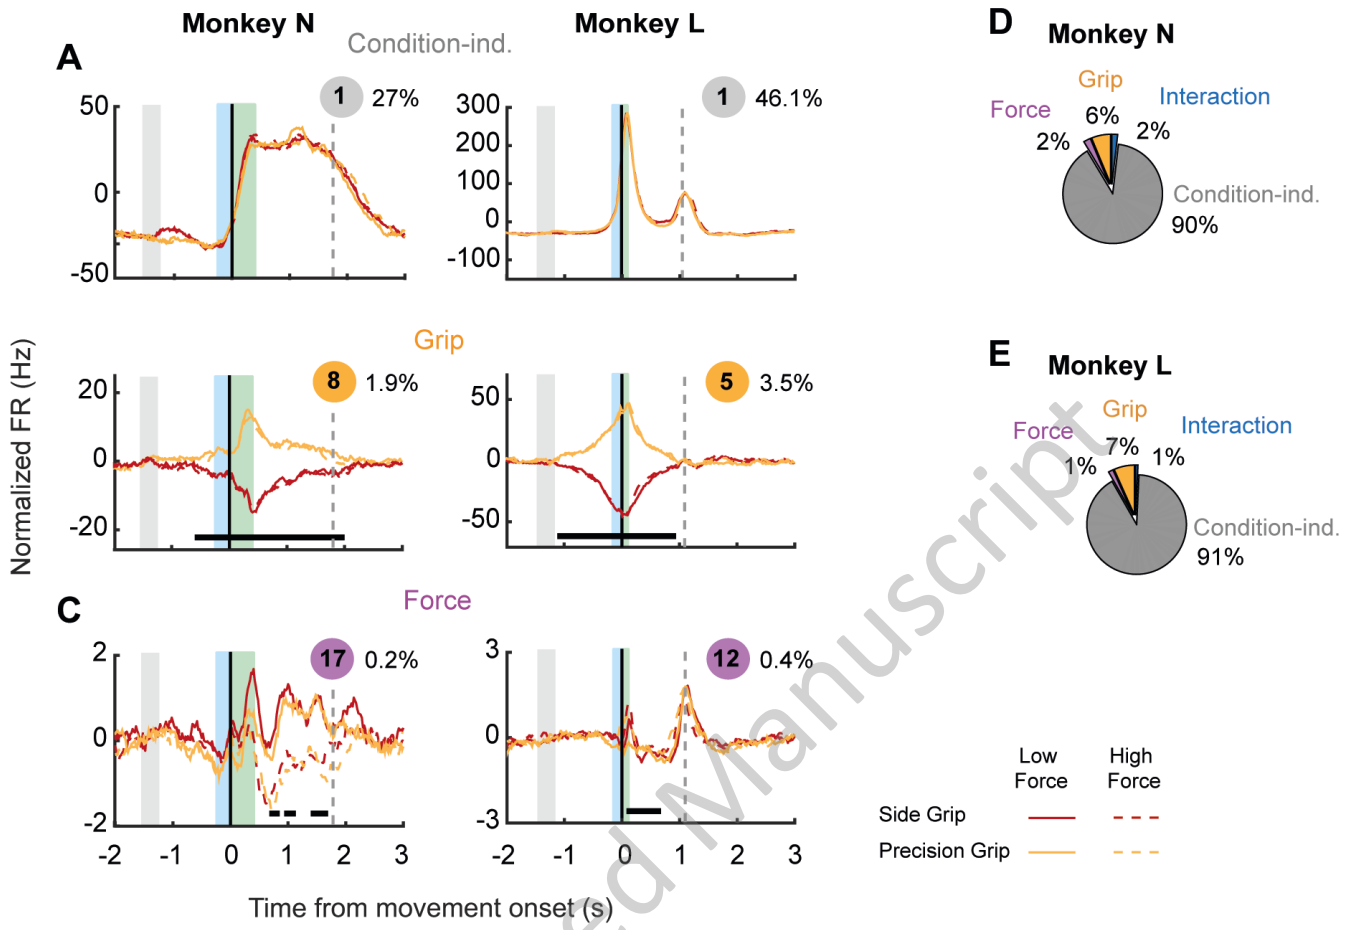 Monkey N
Monkey L
Condition-ind.
A
1 27%
1 46.1%
50
0
-50
300
200
100
0
-100
Grip
8 1.9%
5 3.5%
20
0
-20
50
0
-50
Normalized FR (Hz)
C
Force
17 0.2%
12 0.4%
2
0
-2
3
0
-3
-2 -1 0 1 2 3
-2 -1 0 1 2 3
Time from movement onset (s)
D
Monkey N
Grip
Force 6% Interaction
2% 2%
Condition-ind.
90%
E
Monkey L
Grip
Force 7% Interaction
1% 1%
Condition-ind.
91%
Low Force High Force
Side Grip
Precision Grip
ed Manuscript